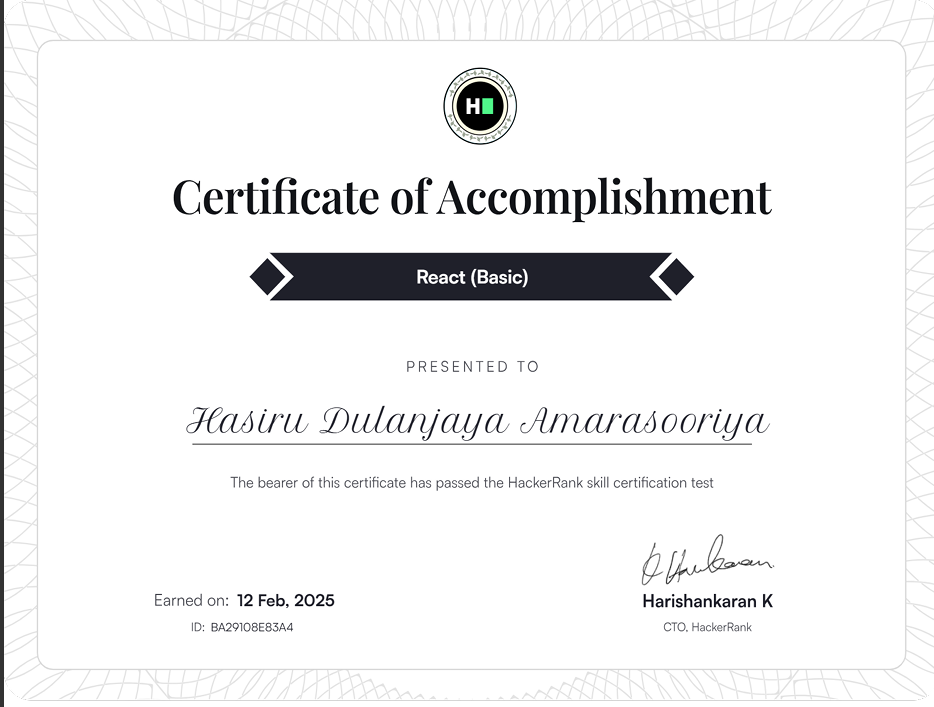 H
Certificate of Accomplishment
React (Basic)
PRESENTED TO
Hasiru Dulanjaya Amarasooriya
The bearer of this certificate has passed the HackerRank skill certification test
Earned on: 12 Feb, 2025
ID: BA29108E83A4
Harishankaran K
CTO, HackerRank